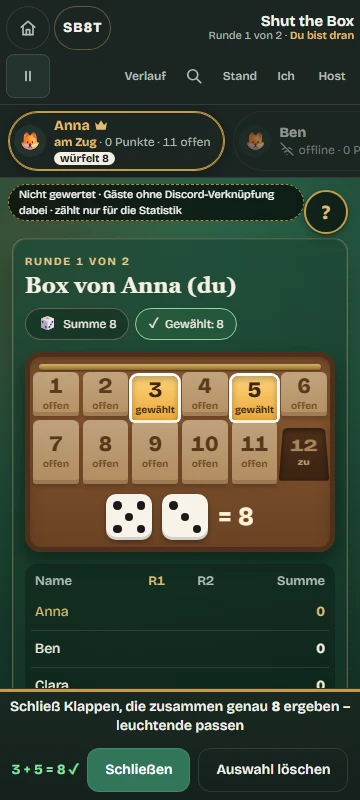 SB8T
Shut the Box
Runde 1 von 2 · Du bist dran
Verlauf
Stand
Ich
Host
Anna
am Zug · 0 Punkte · 11 offen
würfelt 8
Ben
offline · 0 P
Nicht gewertet · Gäste ohne Discord-Verknüpfung
dabei · zählt nur für die Statistik
?
RUNDE 1 VON 2
Box von Anna (du)
Summe 8
✓ Gewählt: 8
1 2 3 4 5 6
offen offen gewählt offen gewählt offen
7 8 9 10 11 12
offen offen offen offen offen zu
= 8
Name R1 R2 Summe
Anna 0
Ben 0
Clara 0
Schließ Klappen, die zusammen genau 8 ergeben –
leuchtende passen
3 + 5 = 8 ✓
Schließen
Auswahl löschen